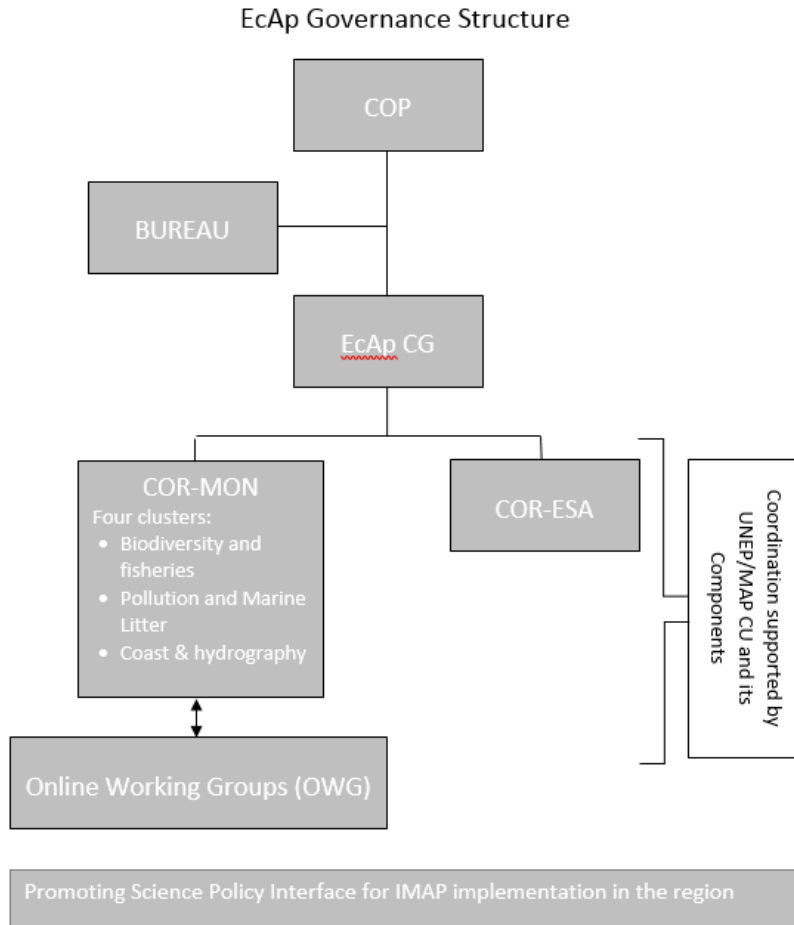 EcAp Governance Structure
COP
BUREAU
EcAp CG
COR-MON
Four clusters:
• Biodiversity and
fisheries
• Pollution and Marine
Litter
• Coast & hydrography
COR-ESA
Coordination supported by
UNEP/MAP CU and its
Components
Online Working Groups (OWG)
Promoting Science Policy Interface for IMAP implementation in the region